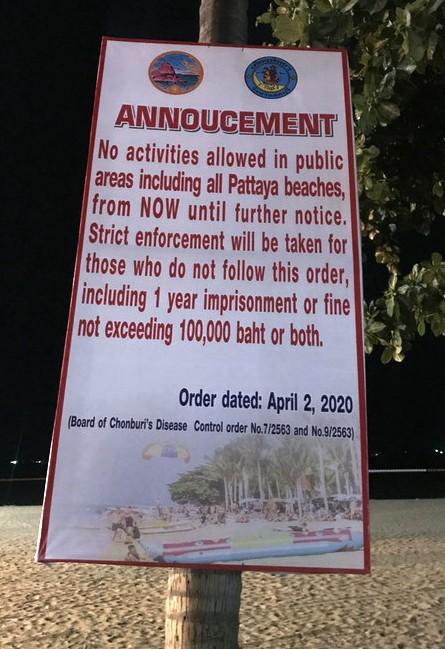 ANNOUCEMENT
No activities allowed in public
areas including all Pattaya beaches,
from NOW until further notice.
Strict enforcement will be taken for
those who do not follow this order,
including 1 year imprisonment or fine
not exceeding 100,000 baht or both.
Order dated: April 2, 2020
(Board of Chonburi's Disease Control order No.7/2563 and No.9/2563)